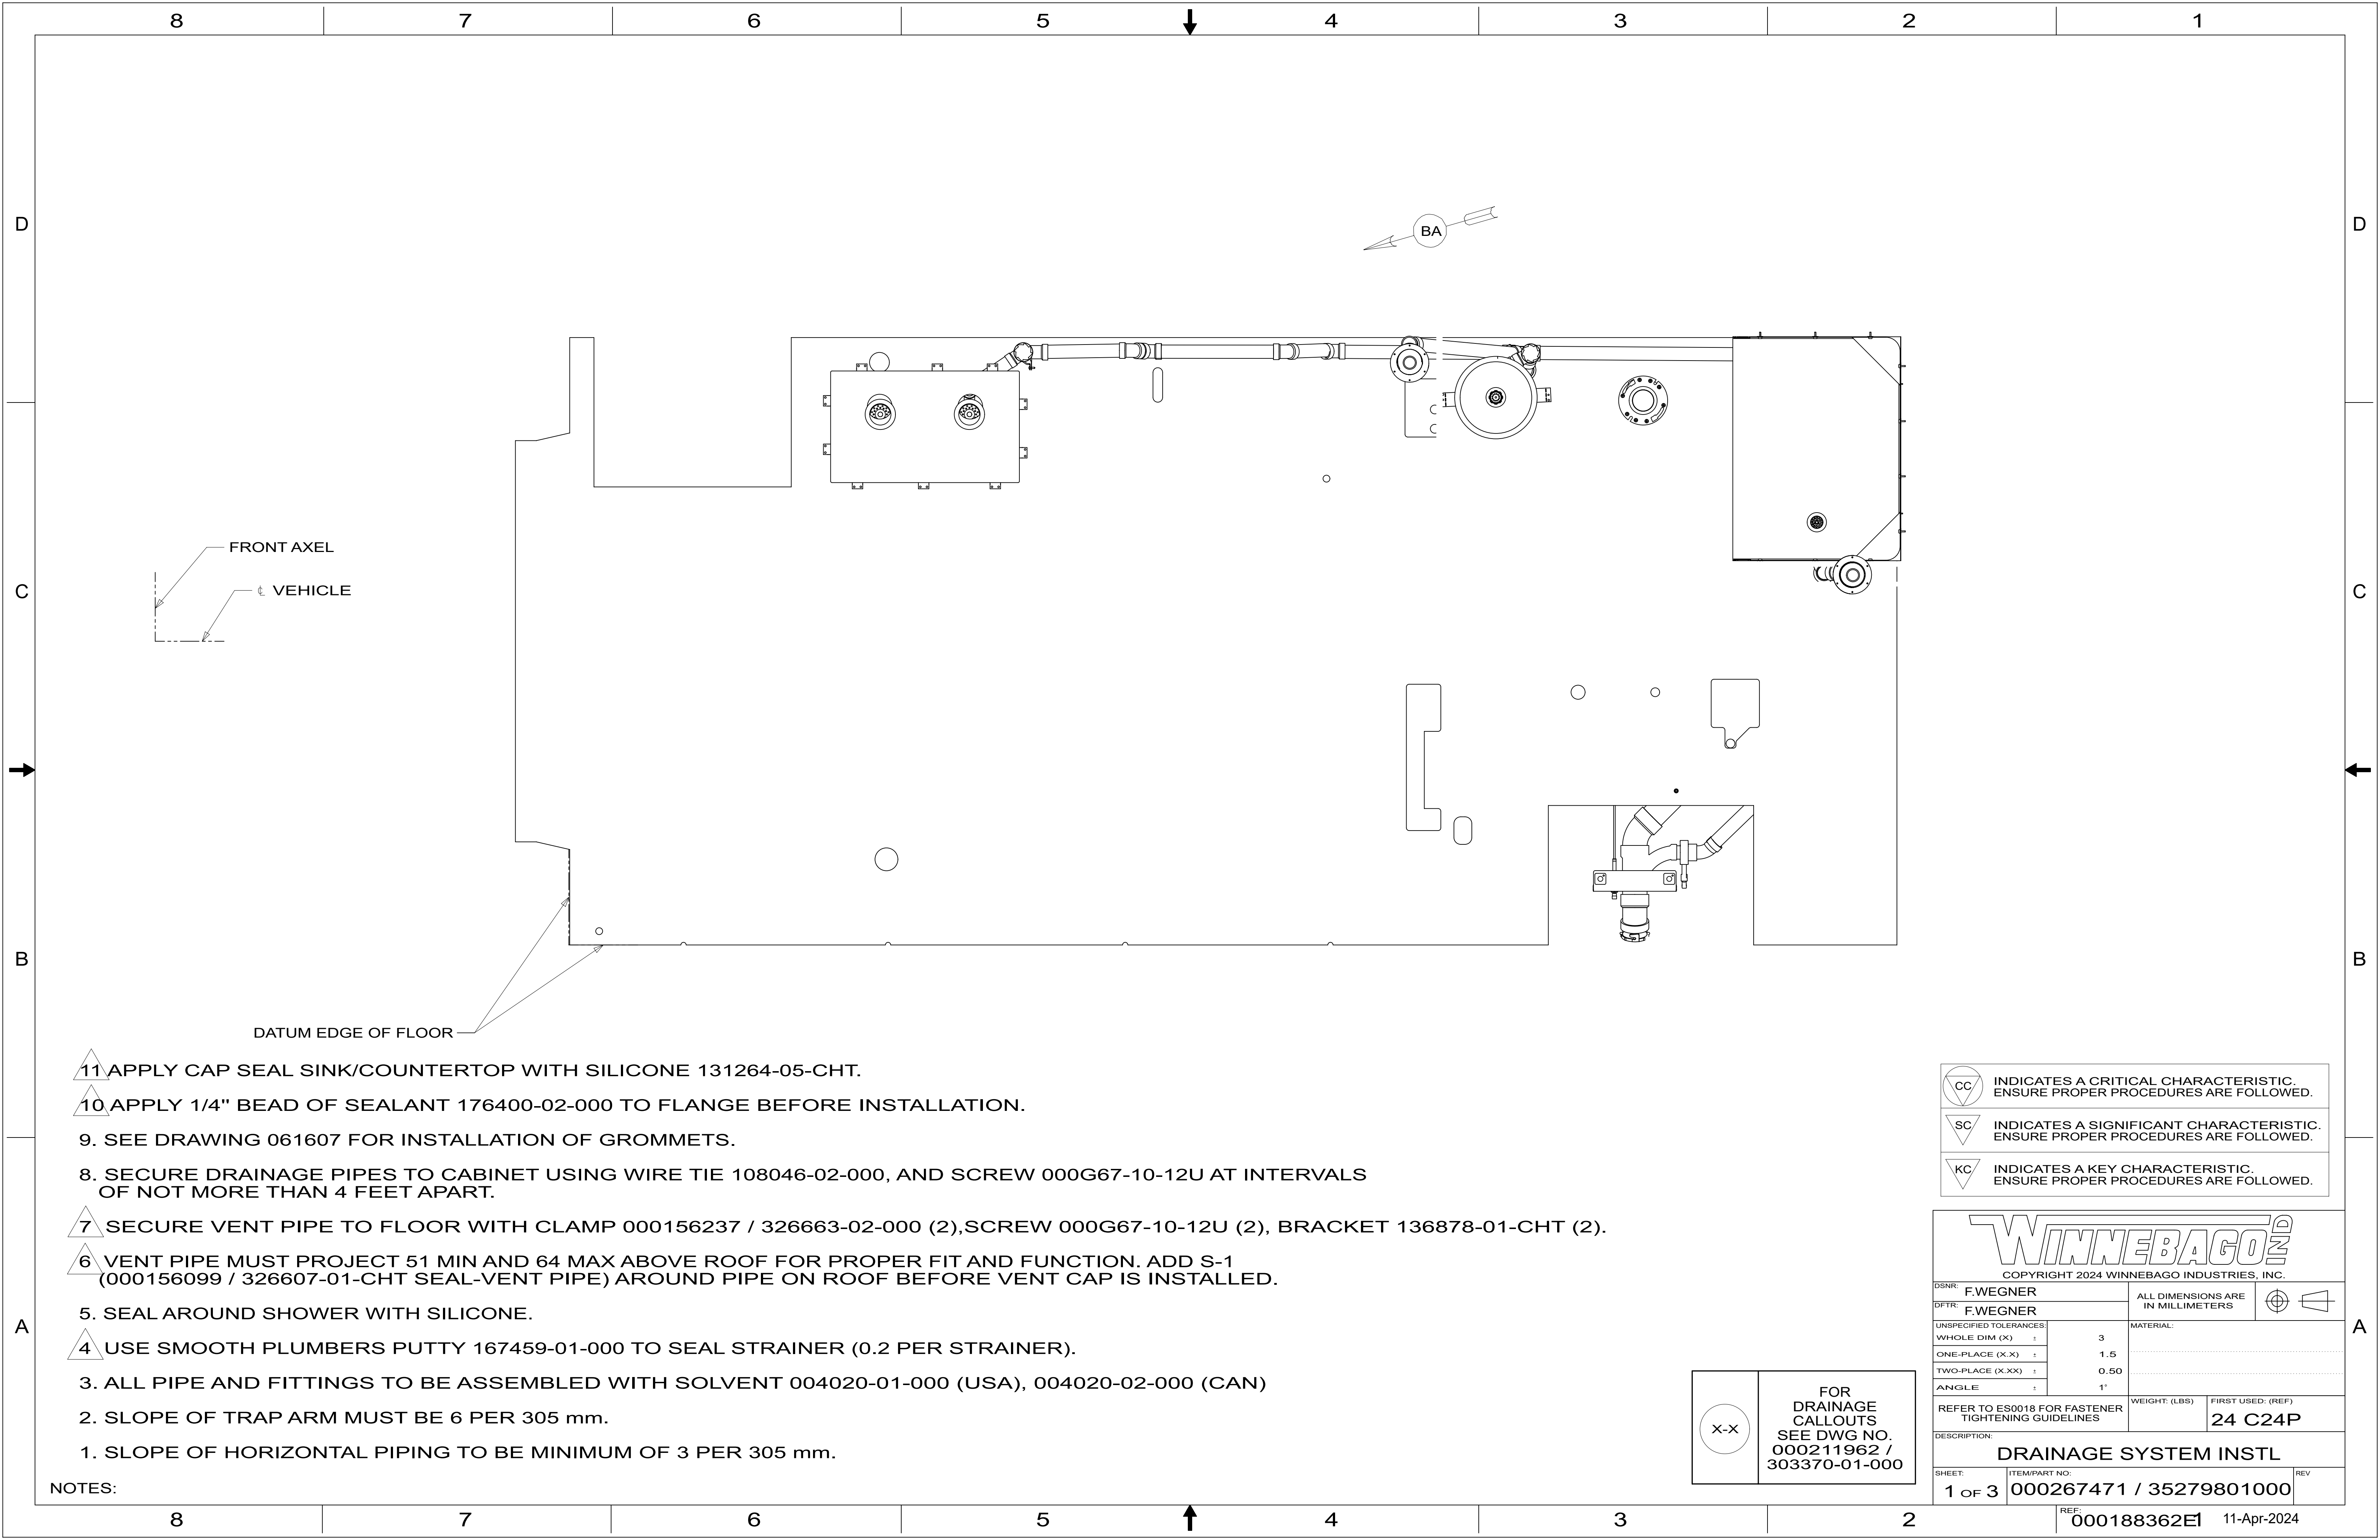 8 7 6 5 4 3 2 1
D D
BA
FRONT AXEL
℄ VEHICLE
C C
B B
DATUM EDGE OF FLOOR
11 APPLY CAP SEAL SINK/COUNTERTOP WITH SILICONE 131264-05-CHT.
10 APPLY 1/4" BEAD OF SEALANT 176400-02-000 TO FLANGE BEFORE INSTALLATION.
9. SEE DRAWING 061607 FOR INSTALLATION OF GROMMETS.
8. SECURE DRAINAGE PIPES TO CABINET USING WIRE TIE 108046-02-000, AND SCREW 000G67-10-12U AT INTERVALS
OF NOT MORE THAN 4 FEET APART.
7 SECURE VENT PIPE TO FLOOR WITH CLAMP 000156237 / 326663-02-000 (2),SCREW 000G67-10-12U (2), BRACKET 136878-01-CHT (2).
6 VENT PIPE MUST PROJECT 51 MIN AND 64 MAX ABOVE ROOF FOR PROPER FIT AND FUNCTION. ADD S-1
(000156099 / 326607-01-CHT SEAL-VENT PIPE) AROUND PIPE ON ROOF BEFORE VENT CAP IS INSTALLED.
5. SEAL AROUND SHOWER WITH SILICONE.
4 USE SMOOTH PLUMBERS PUTTY 167459-01-000 TO SEAL STRAINER (0.2 PER STRAINER).
3. ALL PIPE AND FITTINGS TO BE ASSEMBLED WITH SOLVENT 004020-01-000 (USA), 004020-02-000 (CAN)
2. SLOPE OF TRAP ARM MUST BE 6 PER 305 mm.
1. SLOPE OF HORIZONTAL PIPING TO BE MINIMUM OF 3 PER 305 mm.
NOTES:
A A
X-X
FOR
DRAINAGE
CALLOUTS
SEE DWG NO.
000211962 /
303370-01-000
CC INDICATES A CRITICAL CHARACTERISTIC.
ENSURE PROPER PROCEDURES ARE FOLLOWED.
SC INDICATES A SIGNIFICANT CHARACTERISTIC.
ENSURE PROPER PROCEDURES ARE FOLLOWED.
KC INDICATES A KEY CHARACTERISTIC.
ENSURE PROPER PROCEDURES ARE FOLLOWED.
WINNEBAGO IND
COPYRIGHT 2024 WINNEBAGO INDUSTRIES, INC.
DSNR: F.WEGNER
DFTR: F.WEGNER
ALL DIMENSIONS ARE
IN MILLIMETERS
UNSPECIFIED TOLERANCES:
WHOLE DIM (X) ± 3
ONE-PLACE (X.X) ± 1.5
TWO-PLACE (X.XX) ± 0.50
ANGLE ± 1°
MATERIAL:
REFER TO ES0018 FOR FASTENER
TIGHTENING GUIDELINES
WEIGHT: (LBS)
FIRST USED: (REF)
24 C24P
DESCRIPTION:
DRAINAGE SYSTEM INSTL
SHEET:
1 OF 3
ITEM/PART NO:
000267471 / 35279801000
REV
8 7 6 5 4 3 2 1
REF:
000188362E 11-Apr-2024